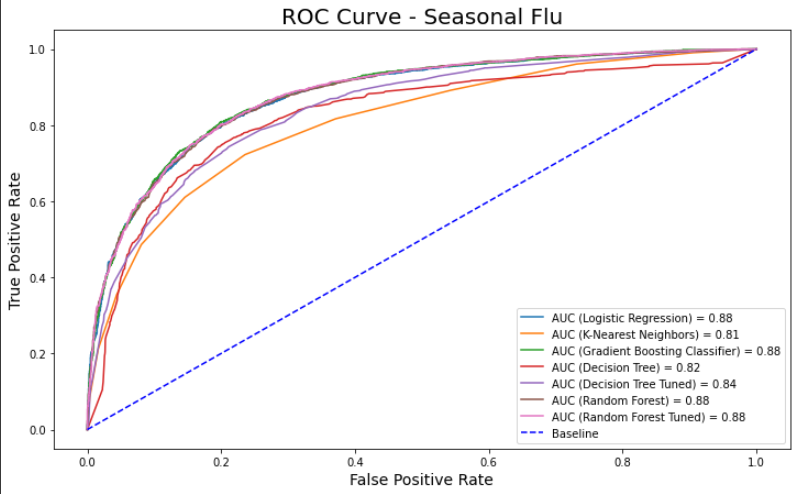 ROC Curve - Seasonal Flu
True Positive Rate
1.0
0.8
0.6
0.4
0.2
0.0
AUC (Logistic Regression) = 0.88
AUC (K-Nearest Neighbors) = 0.81
AUC (Gradient Boosting Classifier) = 0.88
AUC (Decision Tree) = 0.82
AUC (Decision Tree Tuned) = 0.84
AUC (Random Forest) = 0.88
AUC (Random Forest Tuned) = 0.88
Baseline
0.0 0.2 0.4 0.6 0.8 1.0
False Positive Rate